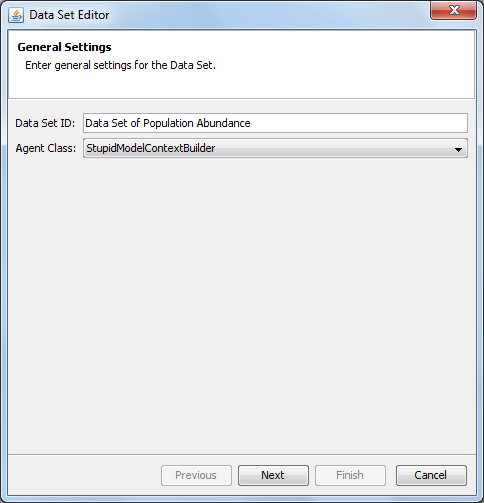 Data Set Editor
General Settings
Enter general settings for the Data Set.
Data Set ID: Data Set of Population Abundance
Agent Class: StupidModelContextBuilder
Previous Next Finish Cancel